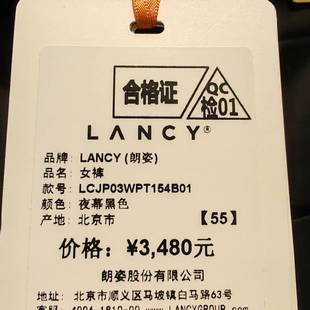 合格证
QC
检01
LANCY®
品牌: LANCY (朗姿)
品名: 女裤
款号: LCJP03WPT154B01
颜色: 夜幕黑色
产地: 北京市 【55】
价格: ¥3,480元
朗姿股份有限公司
地址: 北京市顺义区马坡镇白马路63号